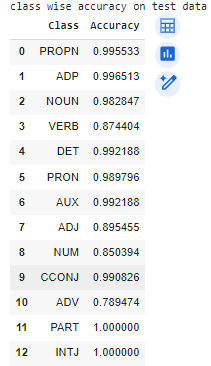 class wise accuracy on test data
Class Accuracy
0 PROPN 0.995533
1 ADP 0.996513
2 NOUN 0.982847
3 VERB 0.874404
4 DET 0.992188
5 PRON 0.989796
6 AUX 0.992188
7 ADJ 0.895455
8 NUM 0.850394
9 CCONJ 0.990826
10 ADV 0.789474
11 PART 1.000000
12 INTJ 1.000000